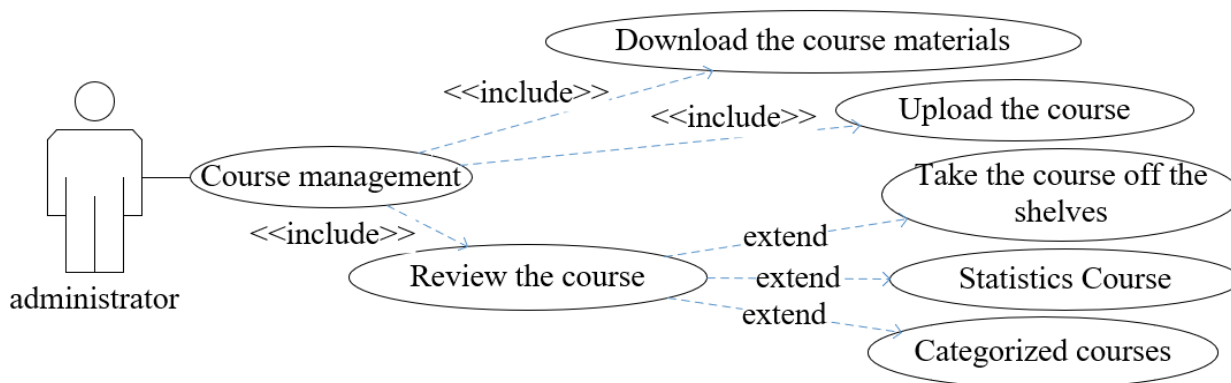 Download the course materials
<<include>>
<<include>>
Upload the course
Course management
Take the course off the
shelves
<<include>>
extend
Review the course
extend
Statistics Course
administrator
extend
Categorized courses